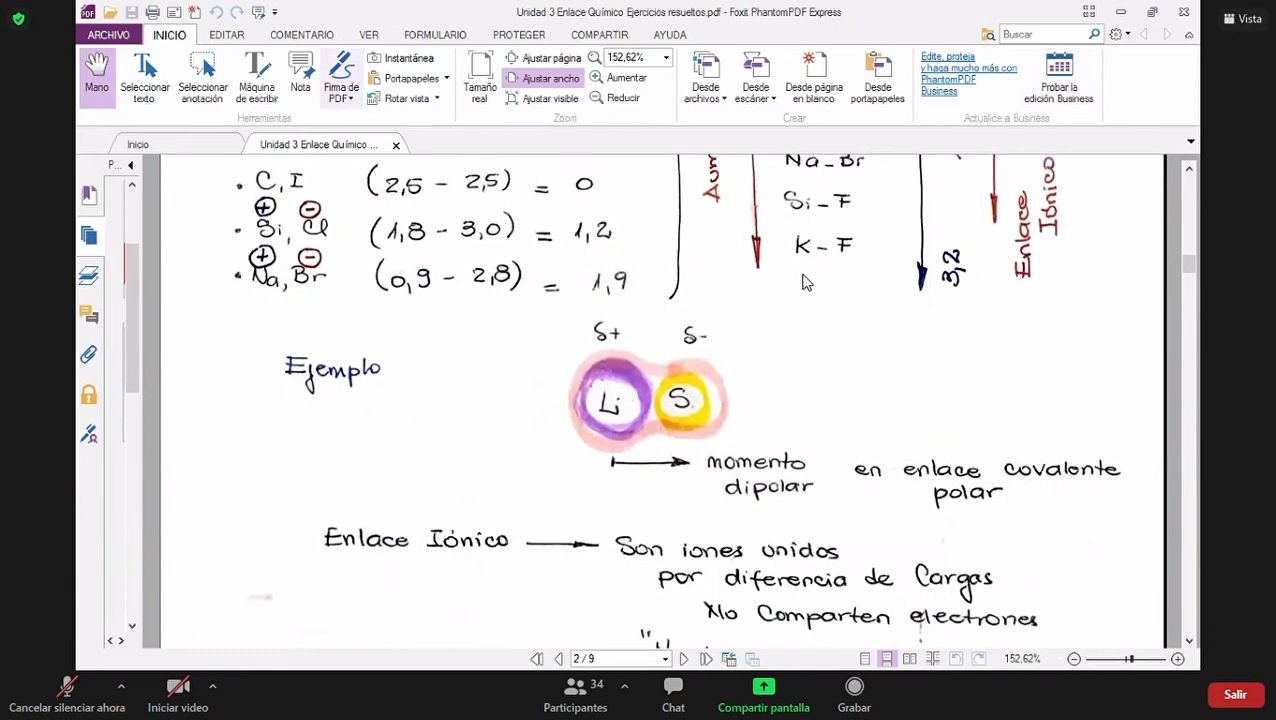 Vista
Unidad 3 Enlace Químico Ejercicios resueltos.pdf - Foxit PhantomPDF Express
ARCHIVO INICIO EDITAR COMENTARIO VER FORMULARIO PROTEGER COMPARTIR AYUDA Buscar
Mano
Seleccionar texto
Seleccionar anotación
Máquina de escribir
Nota
Fima de PDF
Instantánea
Portapapeles
Rotar vista
Herramientas
Tamaño real
Ajustar página
Ajustar ancho
Ajustar visible
152,62%
Aumentar
Reducir
Zoom
Desde archivos
Desde escáner
Desde página en blanco
Desde portapapeles
Crear
Edite, proteja
y haga mucho más con
PhantomPDF
Business
Probar la edición Business
Actualice a Business
Inicio
Unidad 3 Enlace Químico ...
P...
• C, I (2,5 - 2,5) = 0
+ -
• Si, Cl (1,8 - 3,0) = 1,2
+ -
• Na, Br (0,9 - 2,8) = 1,9
Aum
Na - Br
Si - F
K - F
3,2
Enlace
Iónico
δ+ δ-
Ejemplo
Li S
momento
dipolar
en enlace covalente
polar
Enlace Iónico → Son iones unidos
por diferencia de Cargas
No Comparten electrones
2 / 9
152,62%
Cancelar silenciar ahora
Iniciar video
34
Participantes
Chat
Compartir pantalla
Grabar
Salir